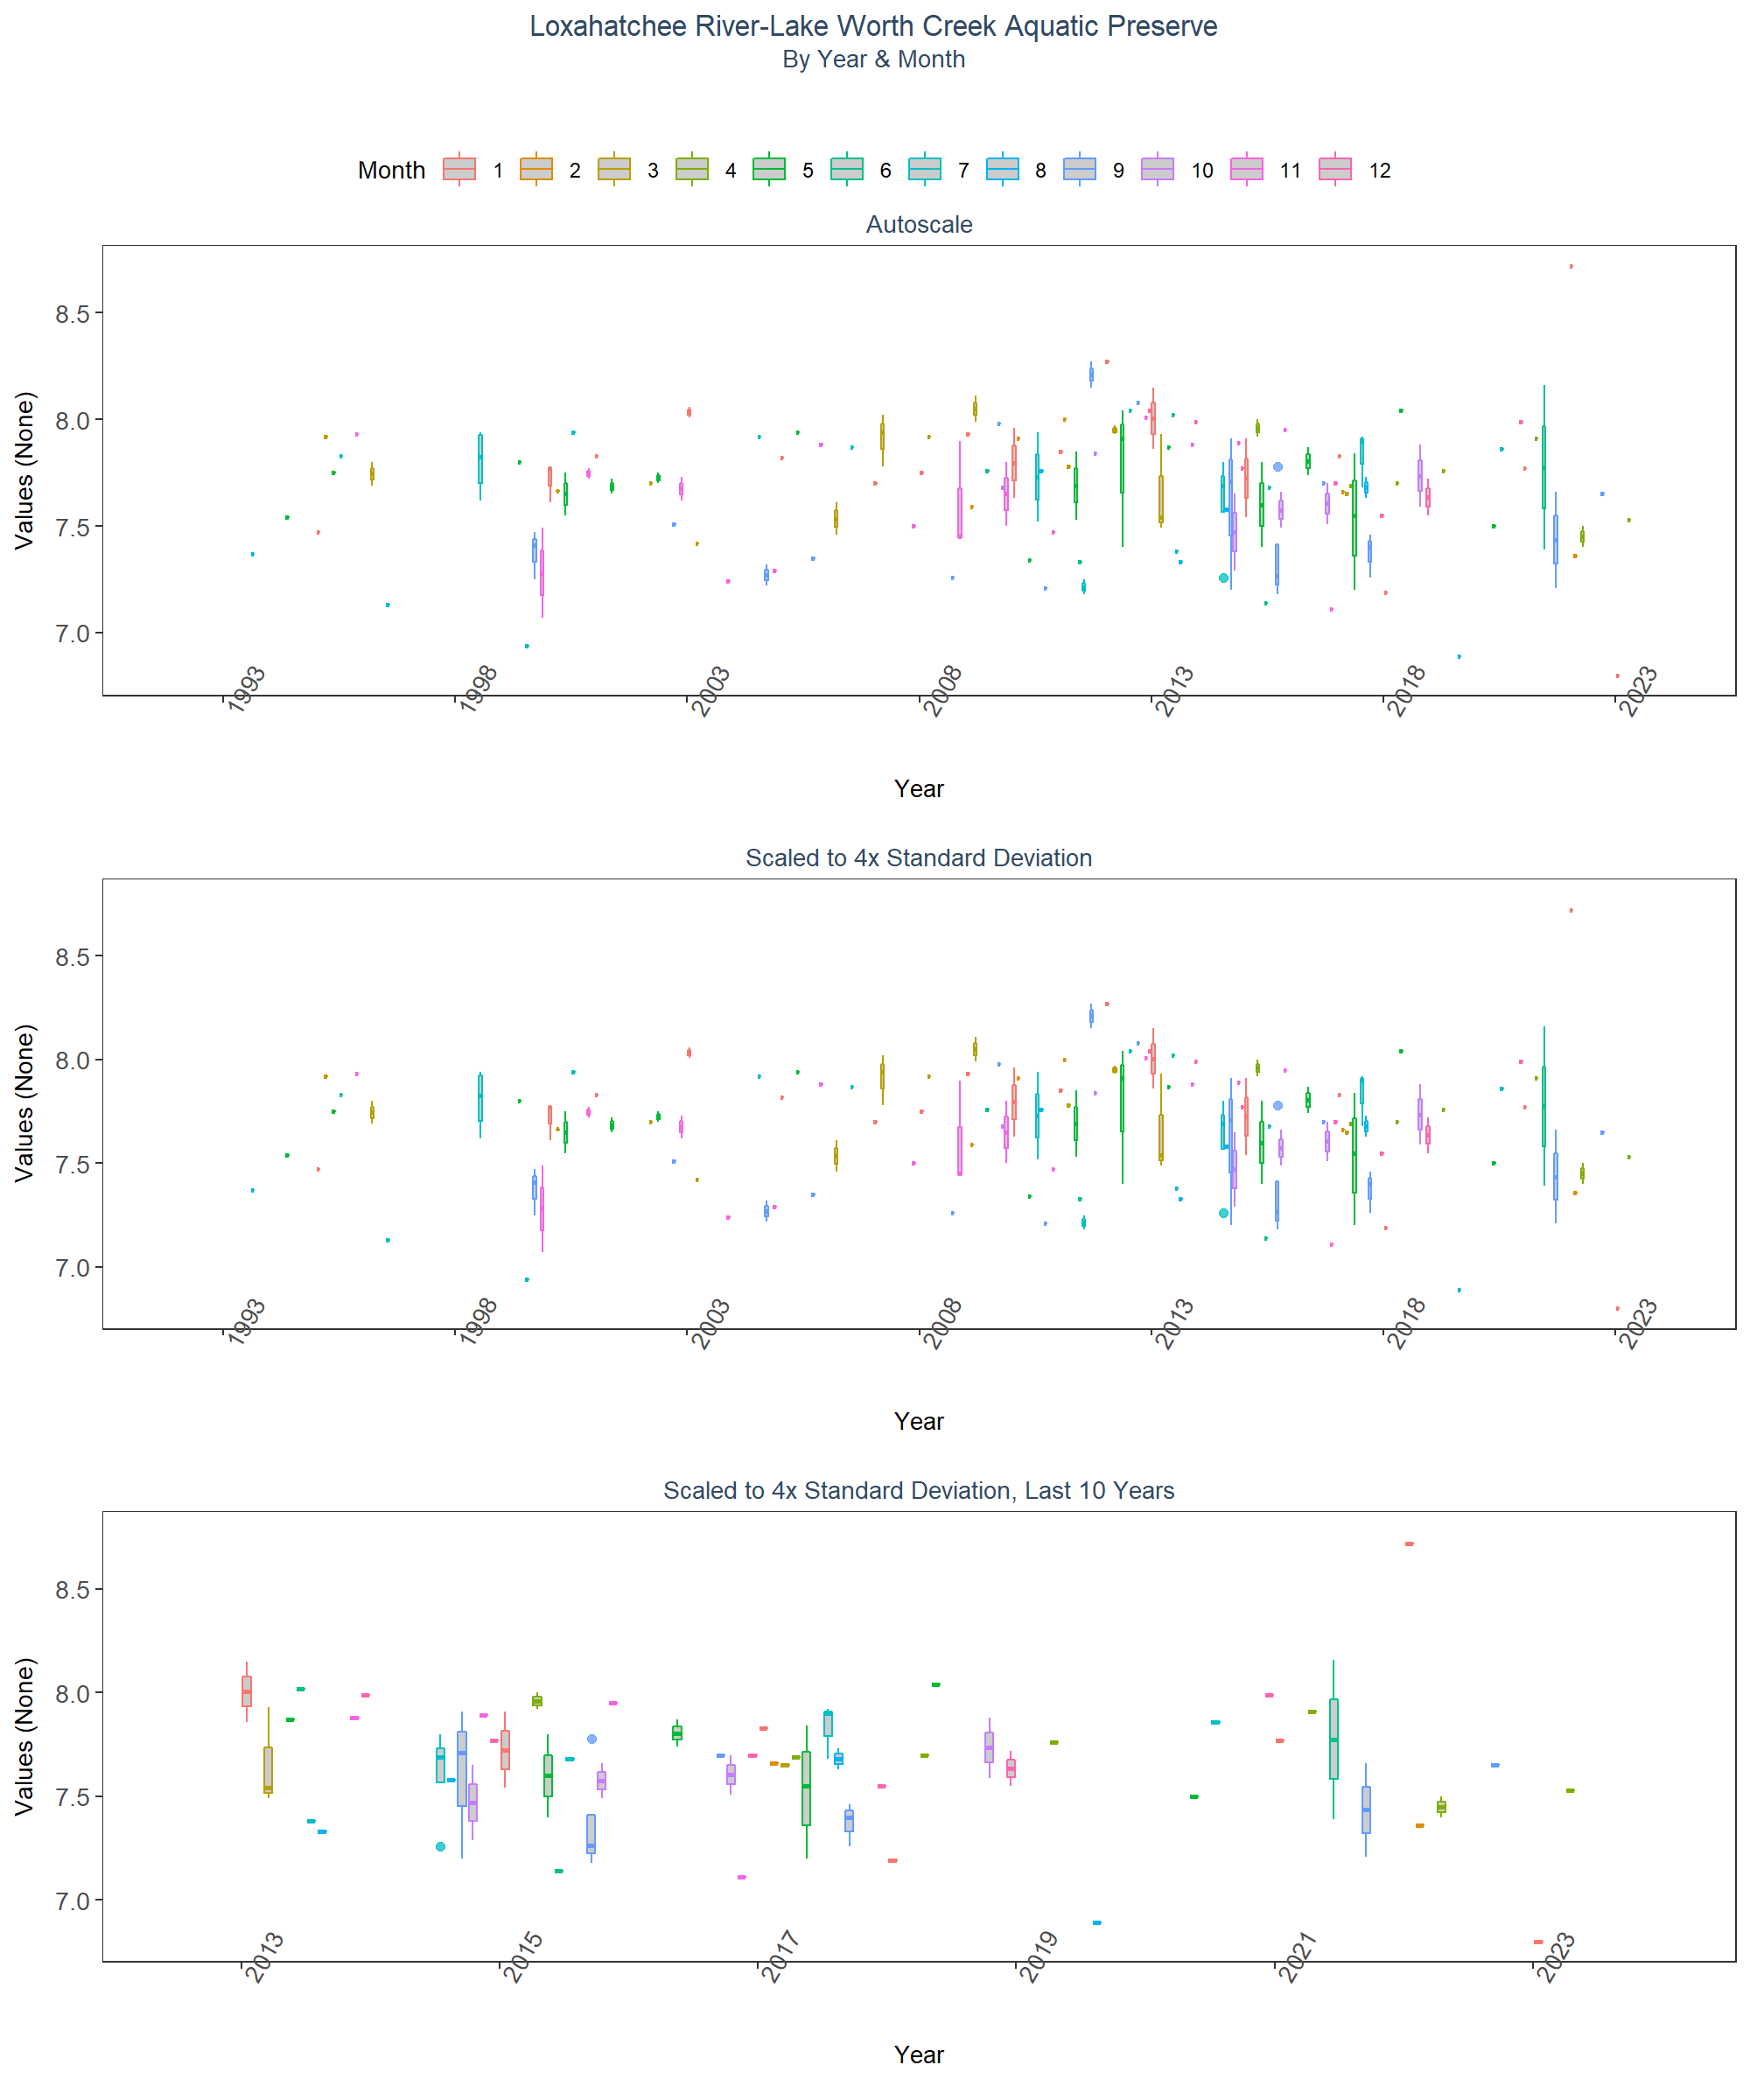 Loxahatchee River-Lake Worth Creek Aquatic Preserve
By Year & Month
Month 1 2 3 4 5 6 7 8 9 10 11 12
Autoscale
Values (None)
8.5
8.0
7.5
7.0
1993 1998 2003 2008 2013 2018 2023
Year
Scaled to 4x Standard Deviation
Values (None)
8.5
8.0
7.5
7.0
1993 1998 2003 2008 2013 2018 2023
Year
Scaled to 4x Standard Deviation, Last 10 Years
Values (None)
8.5
8.0
7.5
7.0
2013 2015 2017 2019 2021 2023
Year